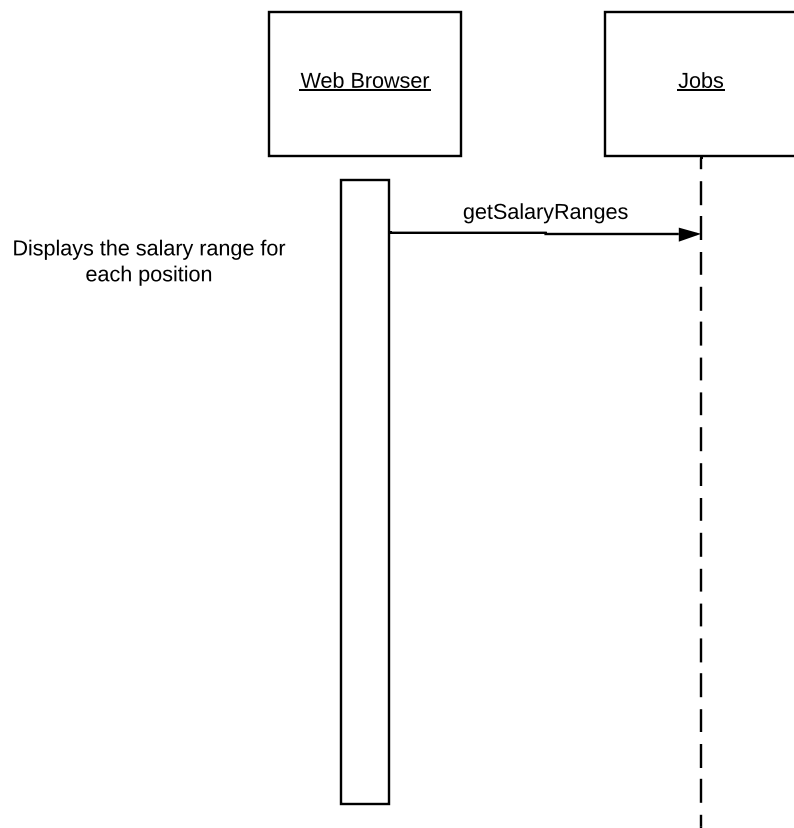 Web Browser
Jobs
getSalaryRanges
Displays the salary range for
each position